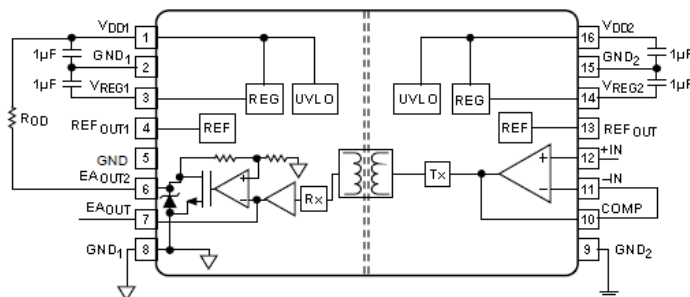 VDD1
1
1µF
GND1
2
1µF
VREG1
3
ROD
REFOUT1
4
GND
5
EAOUT2
6
EAOUT
7
GND1
8
REG
UVLO
REF
+
−
Rx
Tx
UVLO
REG
REF
+
−
16
VDD2
1µF
15
GND2
1µF
14
VREG2
13
REFOUT
12
+IN
11
−IN
10
COMP
9
GND2